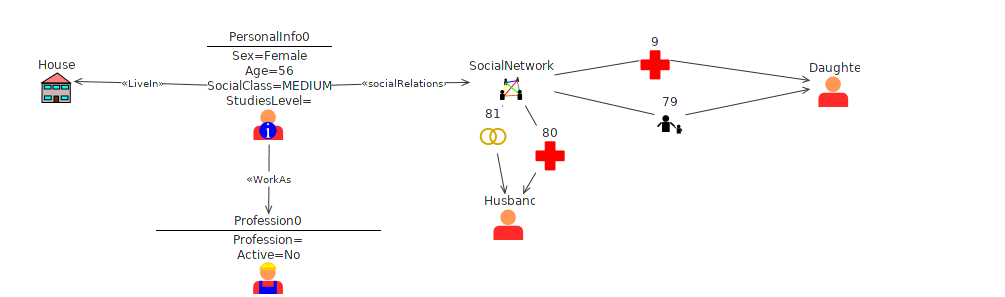 PersonalInfo0
Sex=Female
Age=56
SocialClass=MEDIUM
StudiesLevel=
House
«LiveIn»
«socialRelations»
SocialNetwork
9
Daughte
79
81
80
Husband
i
«WorkAs
Profession0
Profession=
Active=No